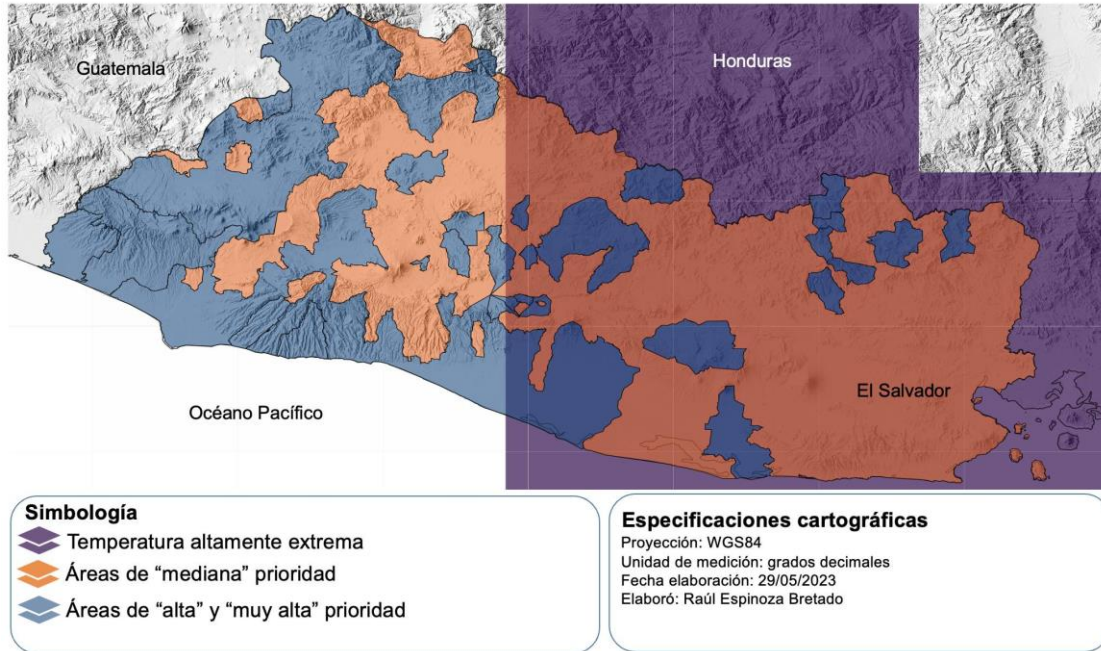 Guatemala
Honduras
El Salvador
Océano Pacífico
Simbología
Temperatura altamente extrema
Áreas de “mediana” prioridad
Áreas de “alta” y “muy alta” prioridad
Especificaciones cartográficas
Proyección: WGS84
Unidad de medición: grados decimales
Fecha elaboración: 29/05/2023
Elaboró: Raúl Espinoza Bretado